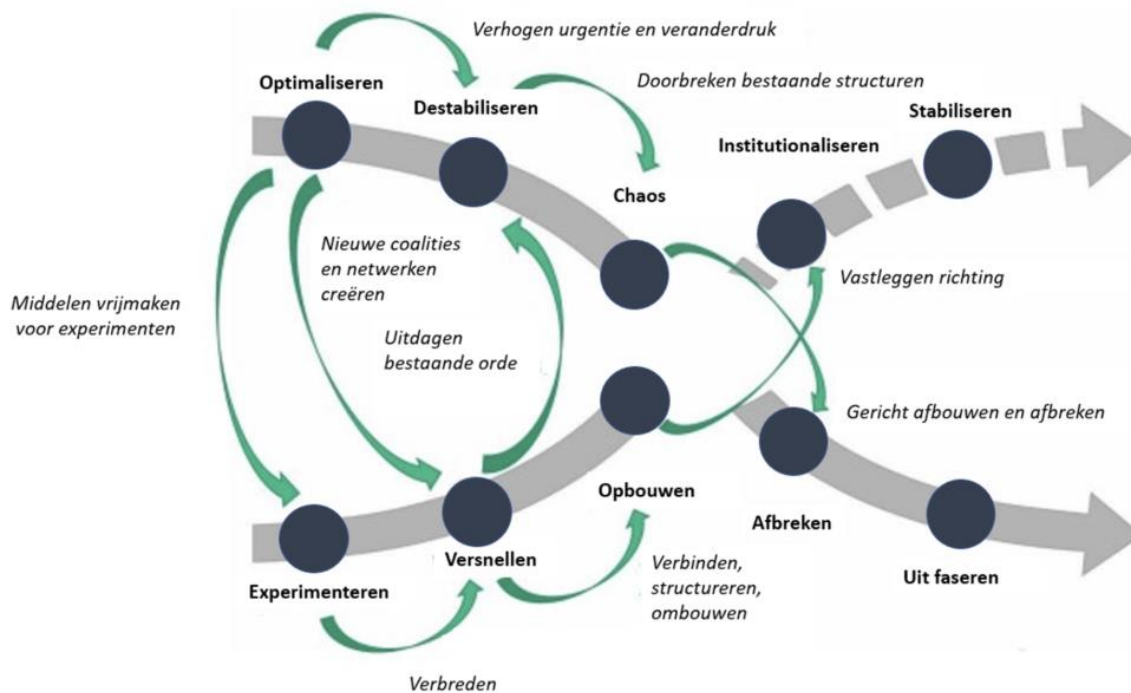 Verhogen urgentie en veranderdruk
Optimaliseren
Doorbreken bestaande structuren
Destabiliseren
Stabiliseren
Institutionaliseren
Chaos
Nieuwe coalities
en netwerken
creëren
Vastleggen richting
Middelen vrijmaken
voor experimenten
Uitdagen
bestaande orde
Gericht afbouwen en afbreken
Opbouwen
Afbreken
Versnellen
Verbinden,
structureren,
ombouwen
Uit faseren
Experimenteren
Verbreden